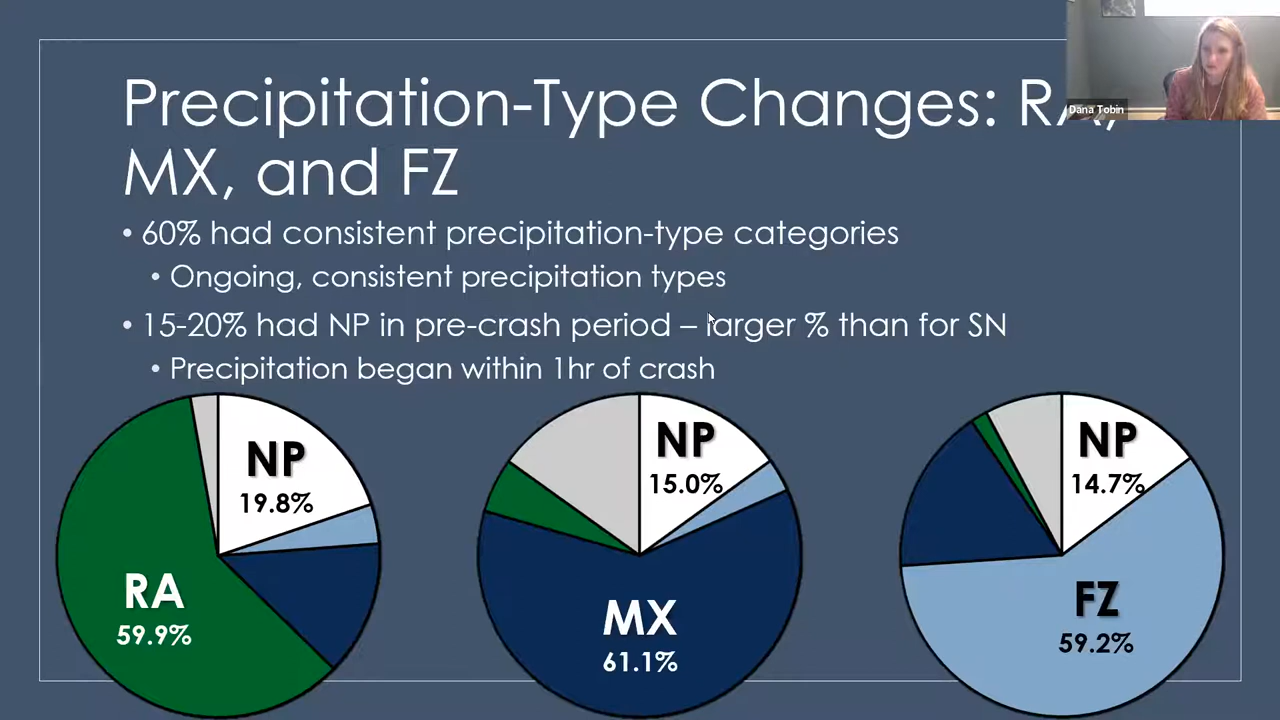 Precipitation-Type Changes: RA,
MX, and FZ
• 60% had consistent precipitation-type categories
• Ongoing, consistent precipitation types
• 15-20% had NP in pre-crash period – larger % than for SN
• Precipitation began within 1hr of crash
Dana Tobin
NP
19.8%
RA
59.9%
NP
15.0%
MX
61.1%
NP
14.7%
FZ
59.2%